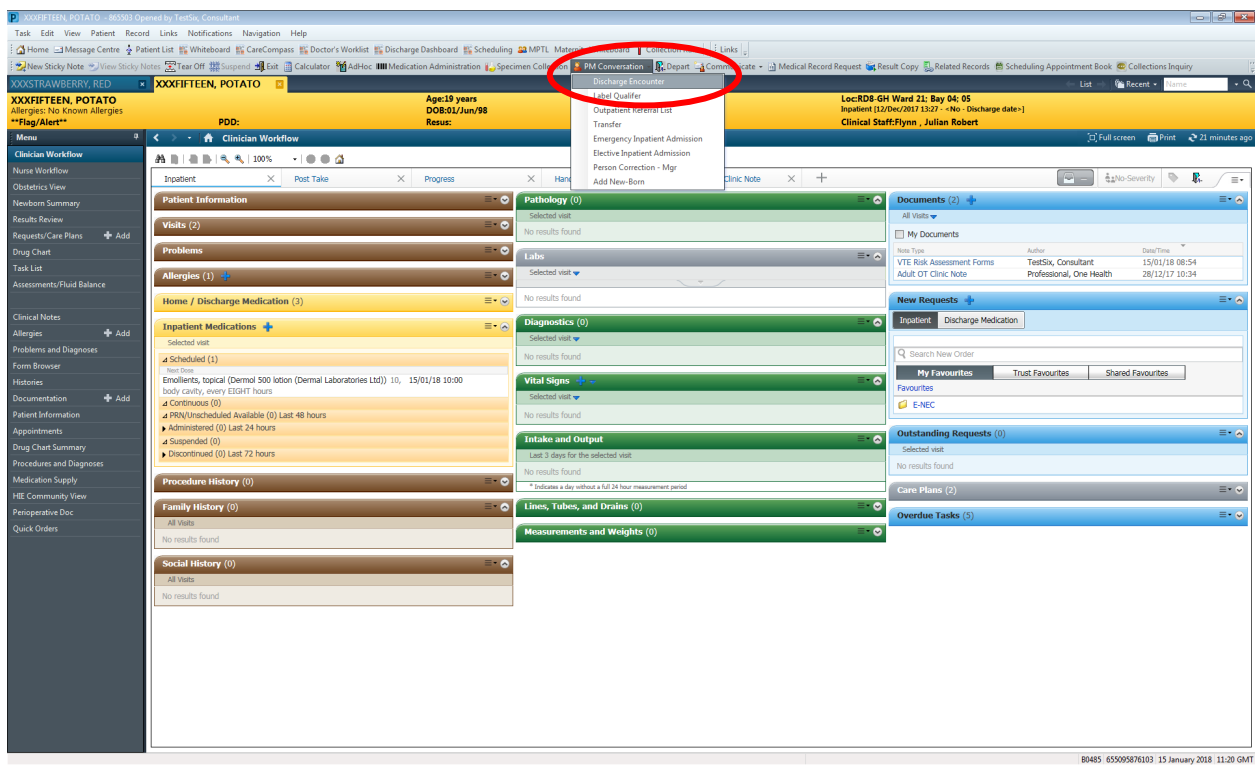 XXXFIFTEEN, POTATO - 865503 Opened by TestSix, Consultant
Task Edit View Patient Record Links Notifications Navigation Help
Home Message Centre Patient List Whiteboard CareCompass Doctor's Worklist Discharge Dashboard Scheduling MPTL Links
New Sticky Note View Sticky Notes Tear Off Suspend Exit Calculator AdHoc Medication Administration Specimen Collection PM Conversation Depart Communicate Medical Record Request Result Copy Related Records Scheduling Appointment Book Collections Inquiry
Discharge Encounter
Label Qualifer
Outpatient Referral List
Transfer
Emergency Inpatient Admission
Elective Inpatient Admission
Person Correction - Mgr
Add New-Born
XXXSTRAWBERRY, RED XXXFIFTEEN, POTATO List Recent Name
XXXFIFTEEN, POTATO Age:19 years Loc:RD8-GH Ward 21; Bay 04; 05
Allergies: No Known Allergies DOB:01/Jun/98 Inpatient [12/Dec/2017 13:27 - <No - Discharge date>]
**Flag/Alert** PDD: Resus: Clinical Staff:Flynn , Julian Robert
Menu Clinician Workflow Full screen Print 21 minutes ago
Clinician Workflow
Nurse Workflow
Obstetrics View
Newborn Summary
Results Review
Requests/Care Plans Add
Drug Chart
Task List
Assessments/Fluid Balance
Clinical Notes
Allergies Add
Problems and Diagnoses
Form Browser
Histories
Documentation Add
Patient Information
Appointments
Drug Chart Summary
Procedures and Diagnoses
Medication Supply
HIE Community View
Perioperative Doc
Quick Orders
100%
Inpatient Post Take Progress Clinic Note No-Severity
Patient Information
Visits (2)
Problems
Allergies (1)
Home / Discharge Medication (3)
Inpatient Medications
Selected visit
Scheduled (1)
Next Dose
Emollients, topical (Dermol 500 lotion (Dermal Laboratories Ltd)) 10, 15/01/18 10:00
body cavity, every EIGHT hours
Continuous (0)
PRN/Unscheduled Available (0) Last 48 hours
Administered (0) Last 24 hours
Suspended (0)
Discontinued (0) Last 72 hours
Procedure History (0)
Family History (0)
All Visits
No results found
Social History (0)
All Visits
No results found
Pathology (0)
Selected visit
No results found
Labs
Selected visit
No results found
Diagnostics (0)
Selected visit
No results found
Vital Signs
Selected visit
No results found
Intake and Output
Last 3 days for the selected visit
No results found
* Indicates a day without a full 24 hour measurement period
Lines, Tubes, and Drains (0)
Measurements and Weights (0)
Documents (2)
All Visits
My Documents
Note Type Author Date/Time
VTE Risk Assessment Forms TestSix, Consultant 15/01/18 08:54
Adult OT Clinic Note Professional, One Health 28/12/17 10:34
New Requests
Inpatient Discharge Medication
Search New Order
My Favourites Trust Favourites Shared Favourites
Favourites
E-NEC
Outstanding Requests (0)
Selected visit
No results found
Care Plans (2)
Overdue Tasks (5)
B0485 655095876103 15 January 2018 11:20 GMT